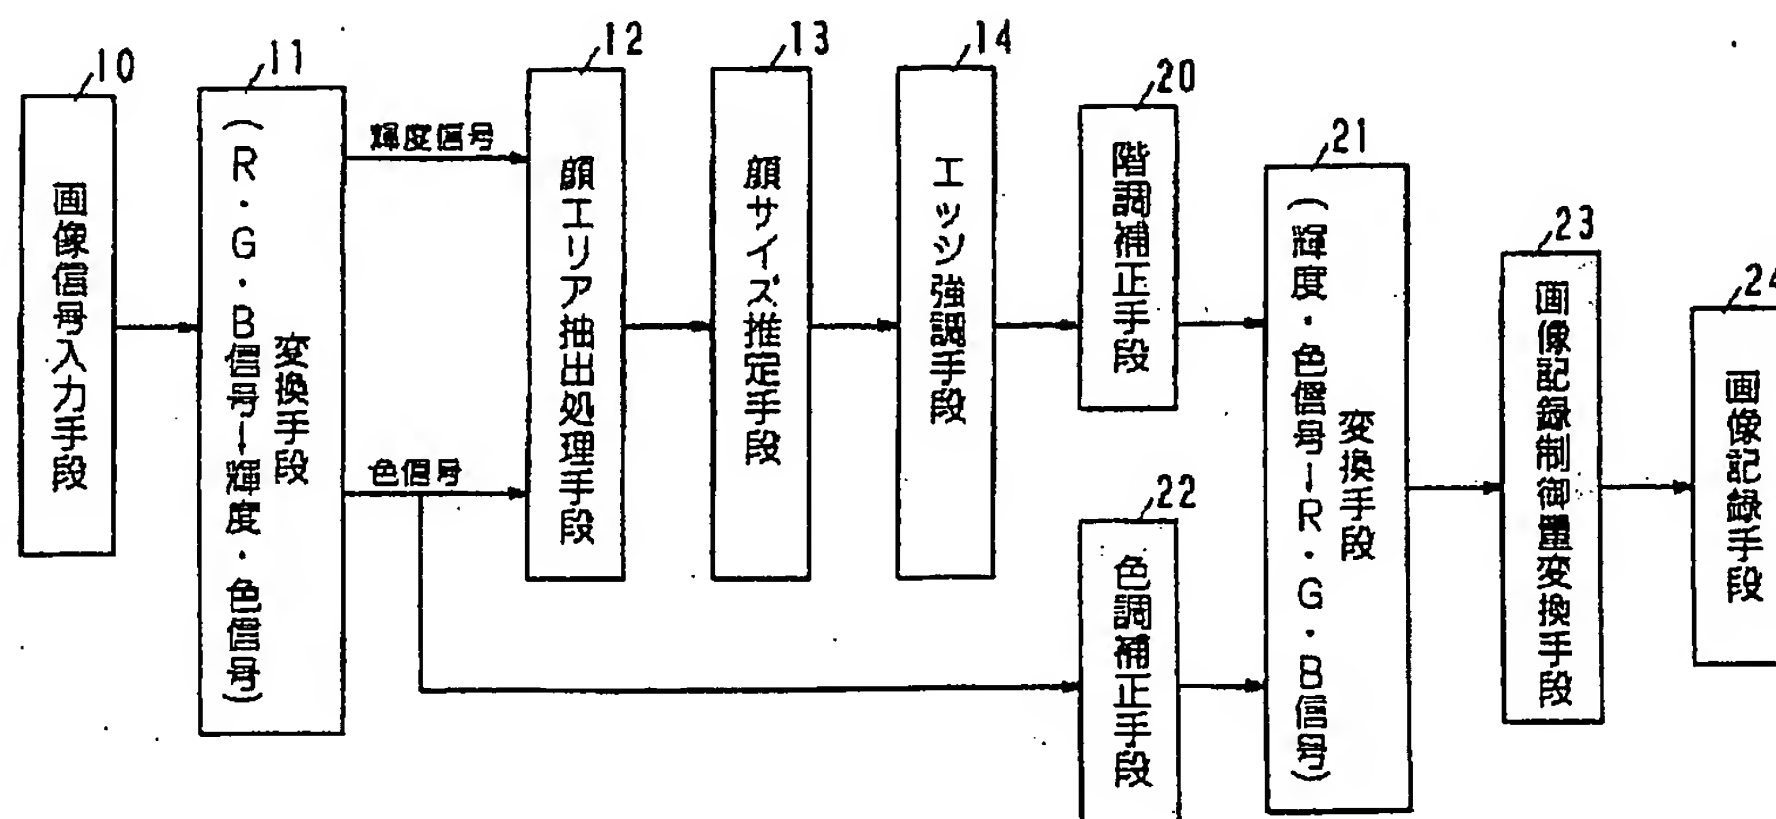 10
画像信号入力手段
11
変換手段
(R・G・B信号ー輝度・色信号)
輝度信号
色信号
12
顔エリア抽出処理手段
13
顔サイズ推定手段
14
エッジ強調手段
20
階調補正手段
22
色調補正手段
21
変換手段
(輝度・色信号ーR・G・B信号)
23
画像記録制御量変換手段
24
画像記録手段